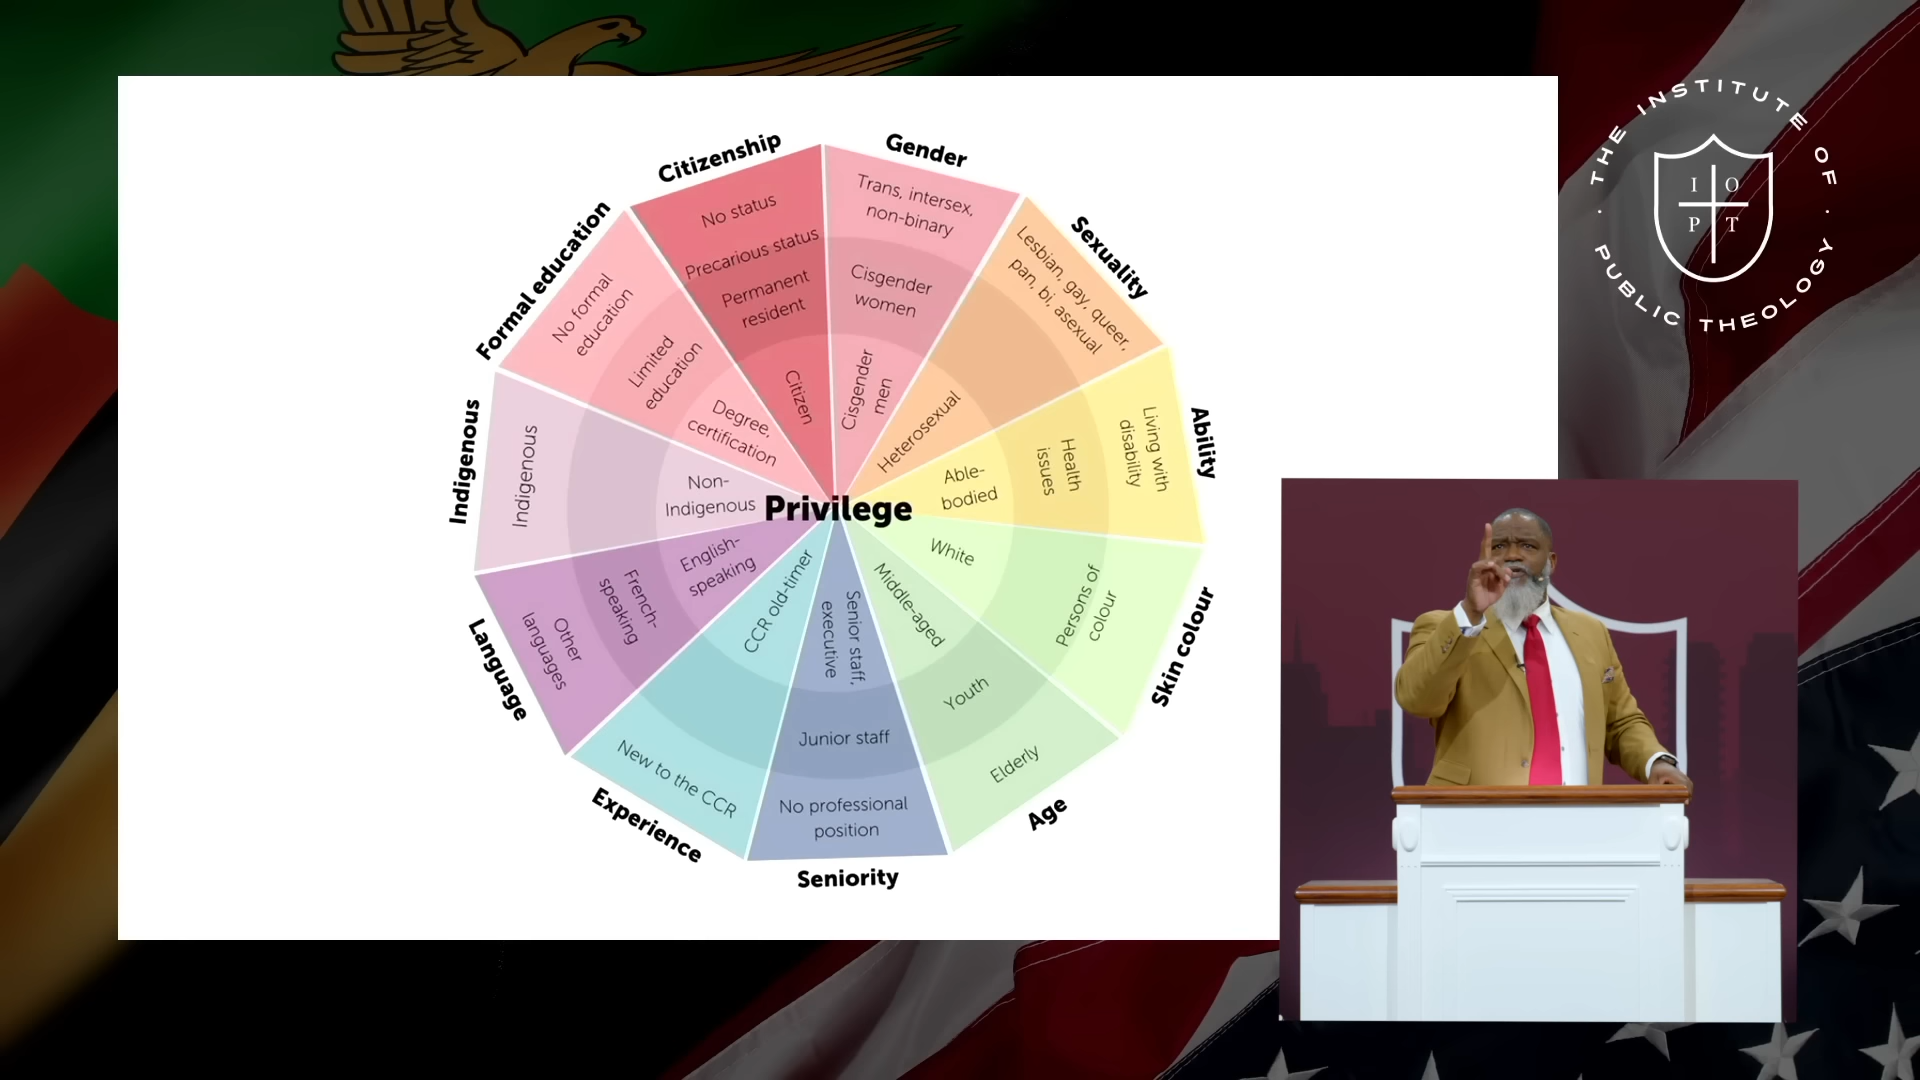 Citizenship
No status
Precarious status
Permanent
resident
Citizen
Gender
Trans, intersex,
non-binary
Cisgender
women
Cisgender
men
Sexuality
Lesbian, gay, queer,
pan, bi, asexual
Heterosexual
Ability
Living with
disability
Health
issues
Able-
bodied
Skin colour
Persons of
colour
White
Age
Elderly
Youth
Middle-aged
Seniority
No professional
position
Junior staff
Senior staff,
executive
Experience
New to the CCR
CCR old-timer
Language
Other
languages
French-
speaking
English-
speaking
Indigenous
Indigenous
Non-
Indigenous
Formal education
No formal
education
Limited
education
Degree,
certification
Privilege
· THE INSTITUTE OF · PUBLIC THEOLOGY
I O
P T